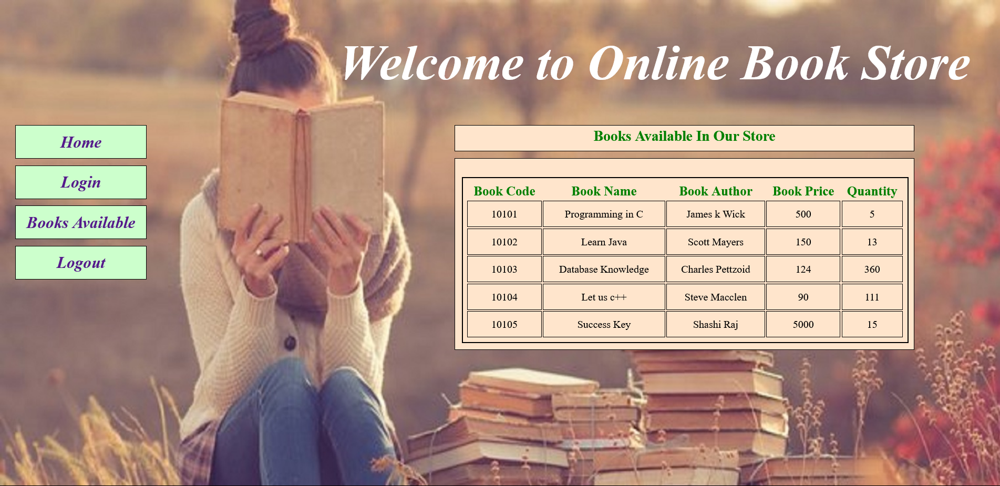 Welcome to Online Book Store
Home
Login
Books Available
Logout
Books Available In Our Store
Book Code Book Name Book Author Book Price Quantity
10101 Programming in C James k Wick 500 5
10102 Learn Java Scott Mayers 150 13
10103 Database Knowledge Charles Pettzoid 124 360
10104 Let us c++ Steve Macclen 90 111
10105 Success Key Shashi Raj 5000 15